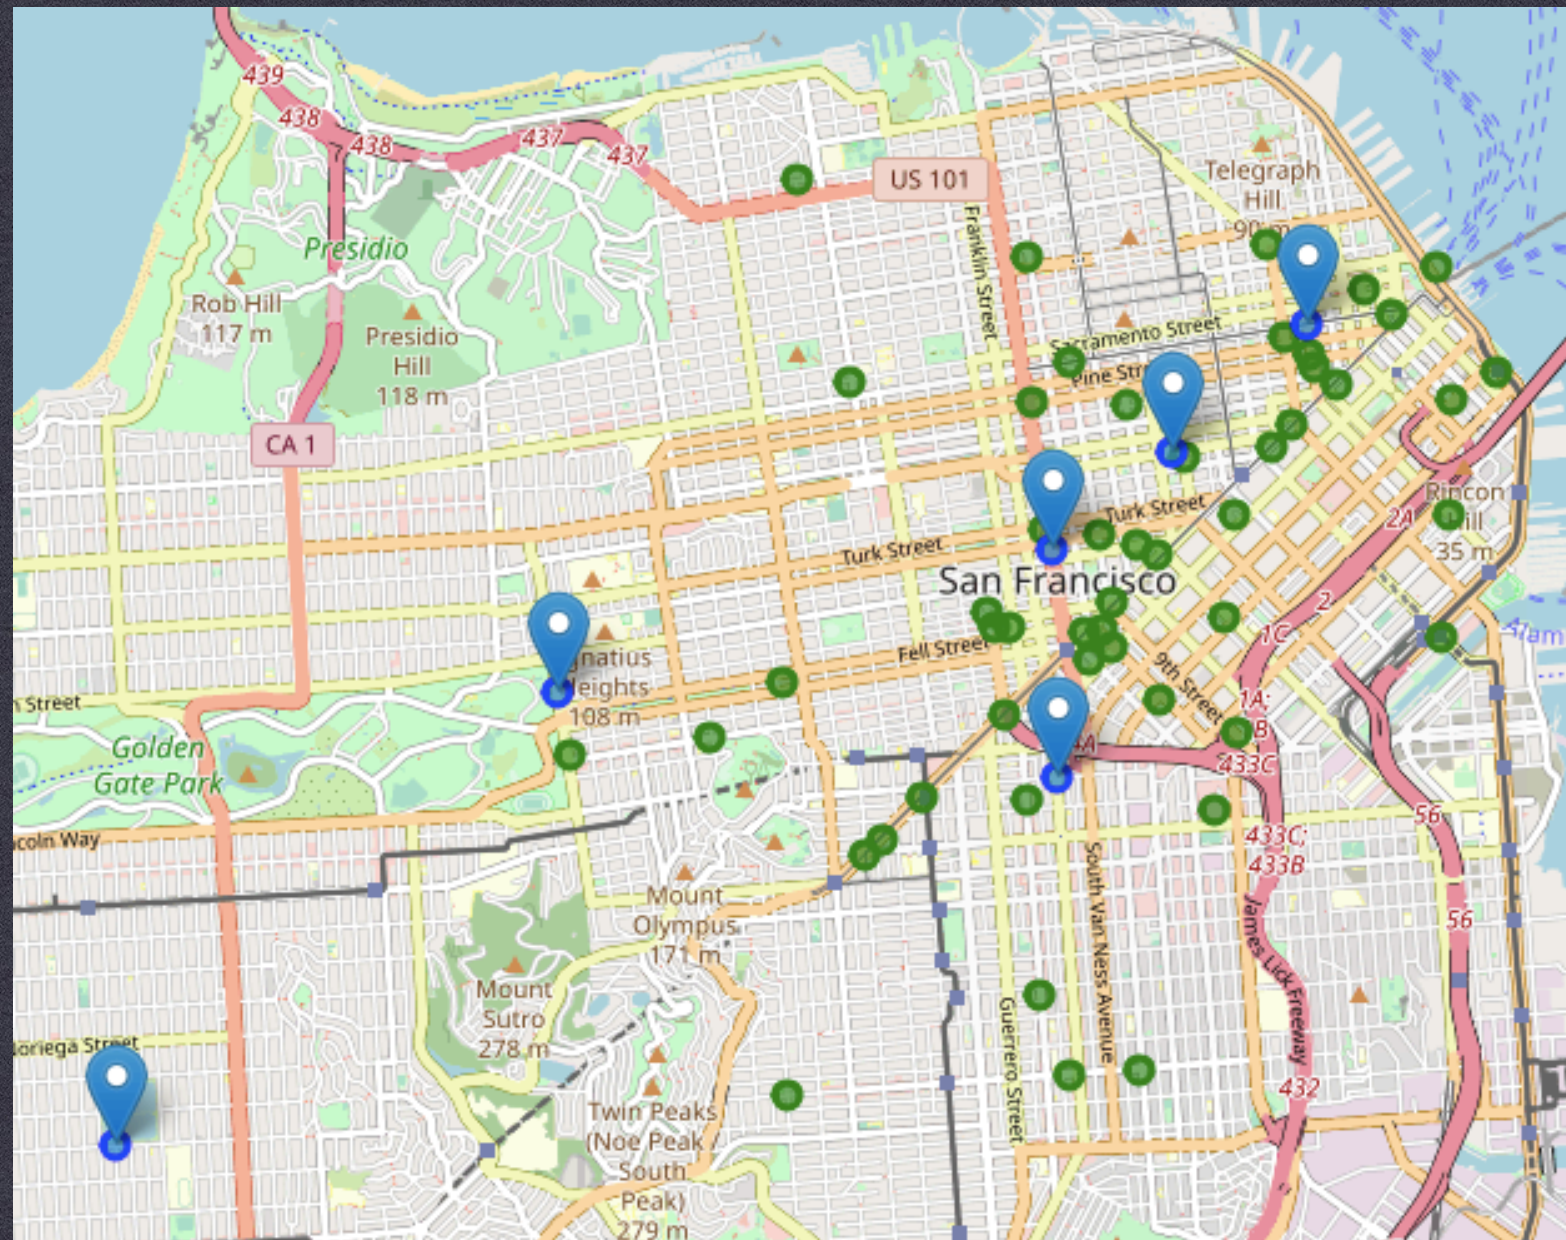 439
438
438
437
437
US 101
Telegraph
Hill
Franklin Street
Presidio
Rob Hill
117 m
Presidio
Hill
118 m
Sacramento Street
CA 1
Rincon
Hill
35 m
2A
Turk Street
Turk Street
San Francisco
2
1C
Fell Street
9th Street
Heights
108 m
Street
Golden
Gate Park
1A;
B
433C
56
433C;
433B
Mount
Olympus
171 m
South Van Ness Avenue
56
James Lick Freeway
Mount
Sutro
278 m
Guerrero Street
432
Twin Peaks
(Noe Peak /
South
Peak)
279 m